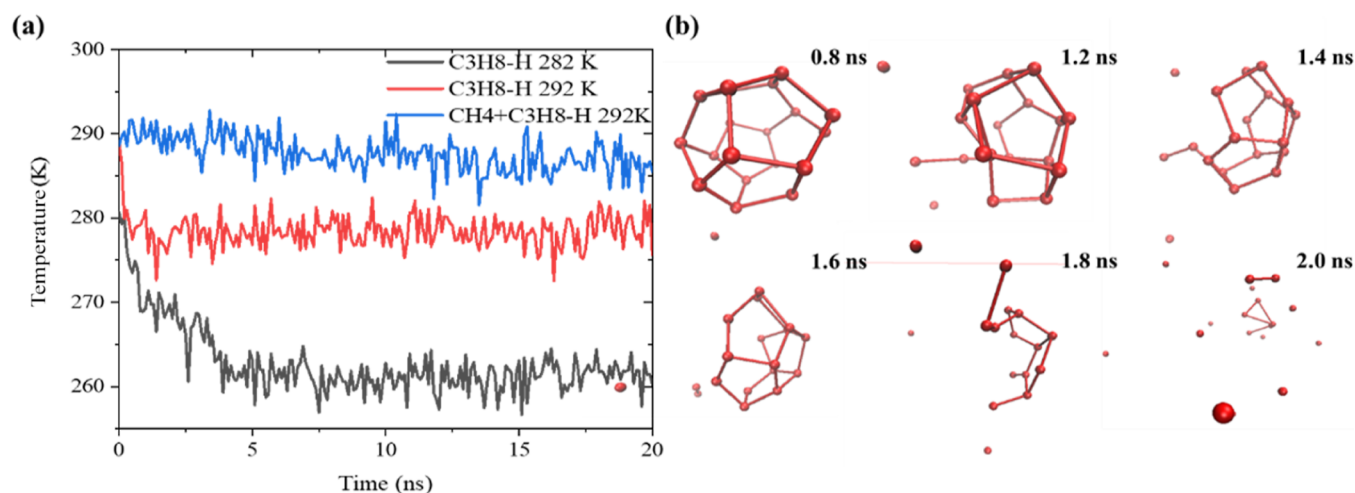 (a)
300
290
280
270
260
Temperature (K)
0
5
10
15
20
Time (ns)
C3H8-H 282 K
C3H8-H 292 K
CH4+C3H8-H 292K
(b)
0.8 ns
1.2 ns
1.4 ns
1.6 ns
1.8 ns
2.0 ns